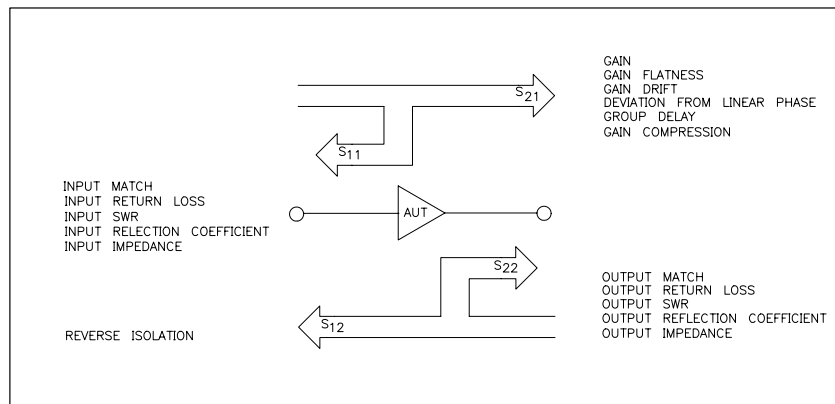 GAIN
GAIN FLATNESS
GAIN DRIFT
DEVIATION FROM LINEAR PHASE
GROUP DELAY
GAIN COMPRESSION
S21
S11
INPUT MATCH
INPUT RETURN LOSS
INPUT SWR
INPUT RELECTION COEFFICIENT
INPUT IMPEDANCE
AUT
S22
OUTPUT MATCH
OUTPUT RETURN LOSS
OUTPUT SWR
OUTPUT REFLECTION COEFFICIENT
OUTPUT IMPEDANCE
S12
REVERSE ISOLATION